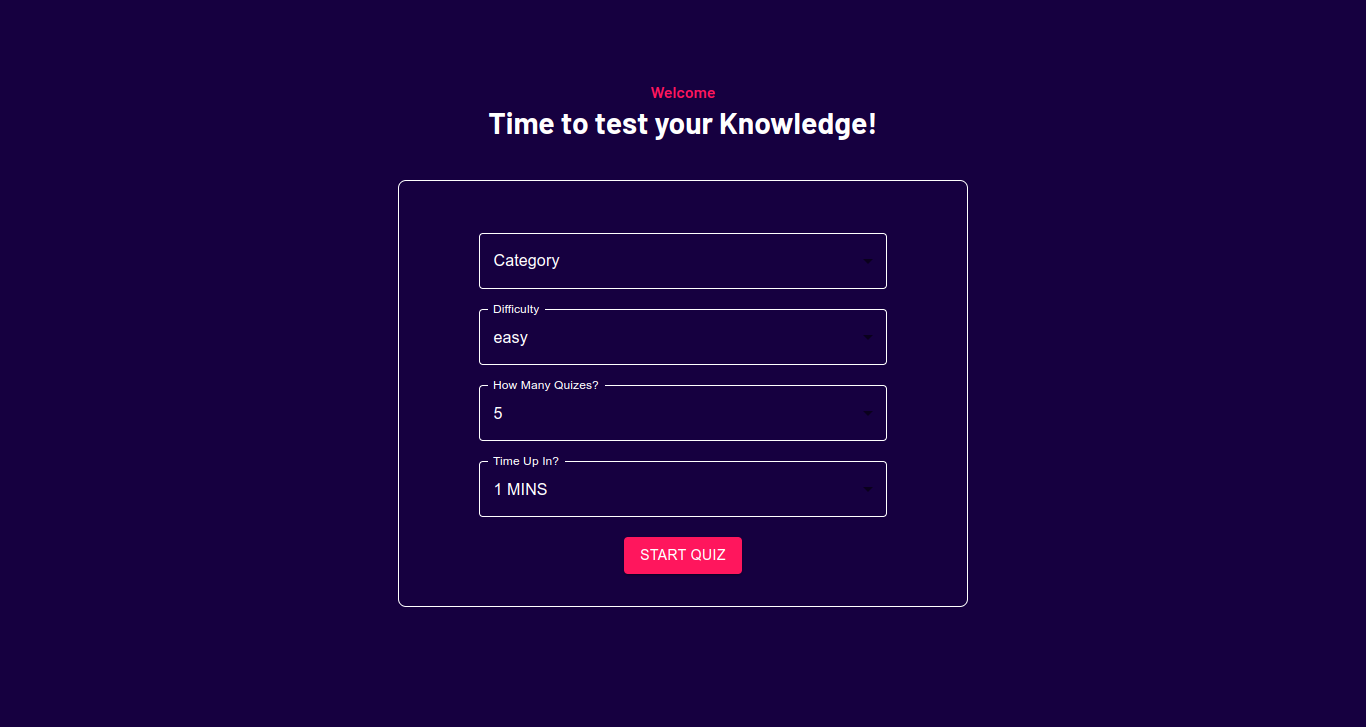 Welcome
Time to test your Knowledge!
Category
Difficulty
easy
How Many Quizes?
5
Time Up In?
1 MINS
START QUIZ